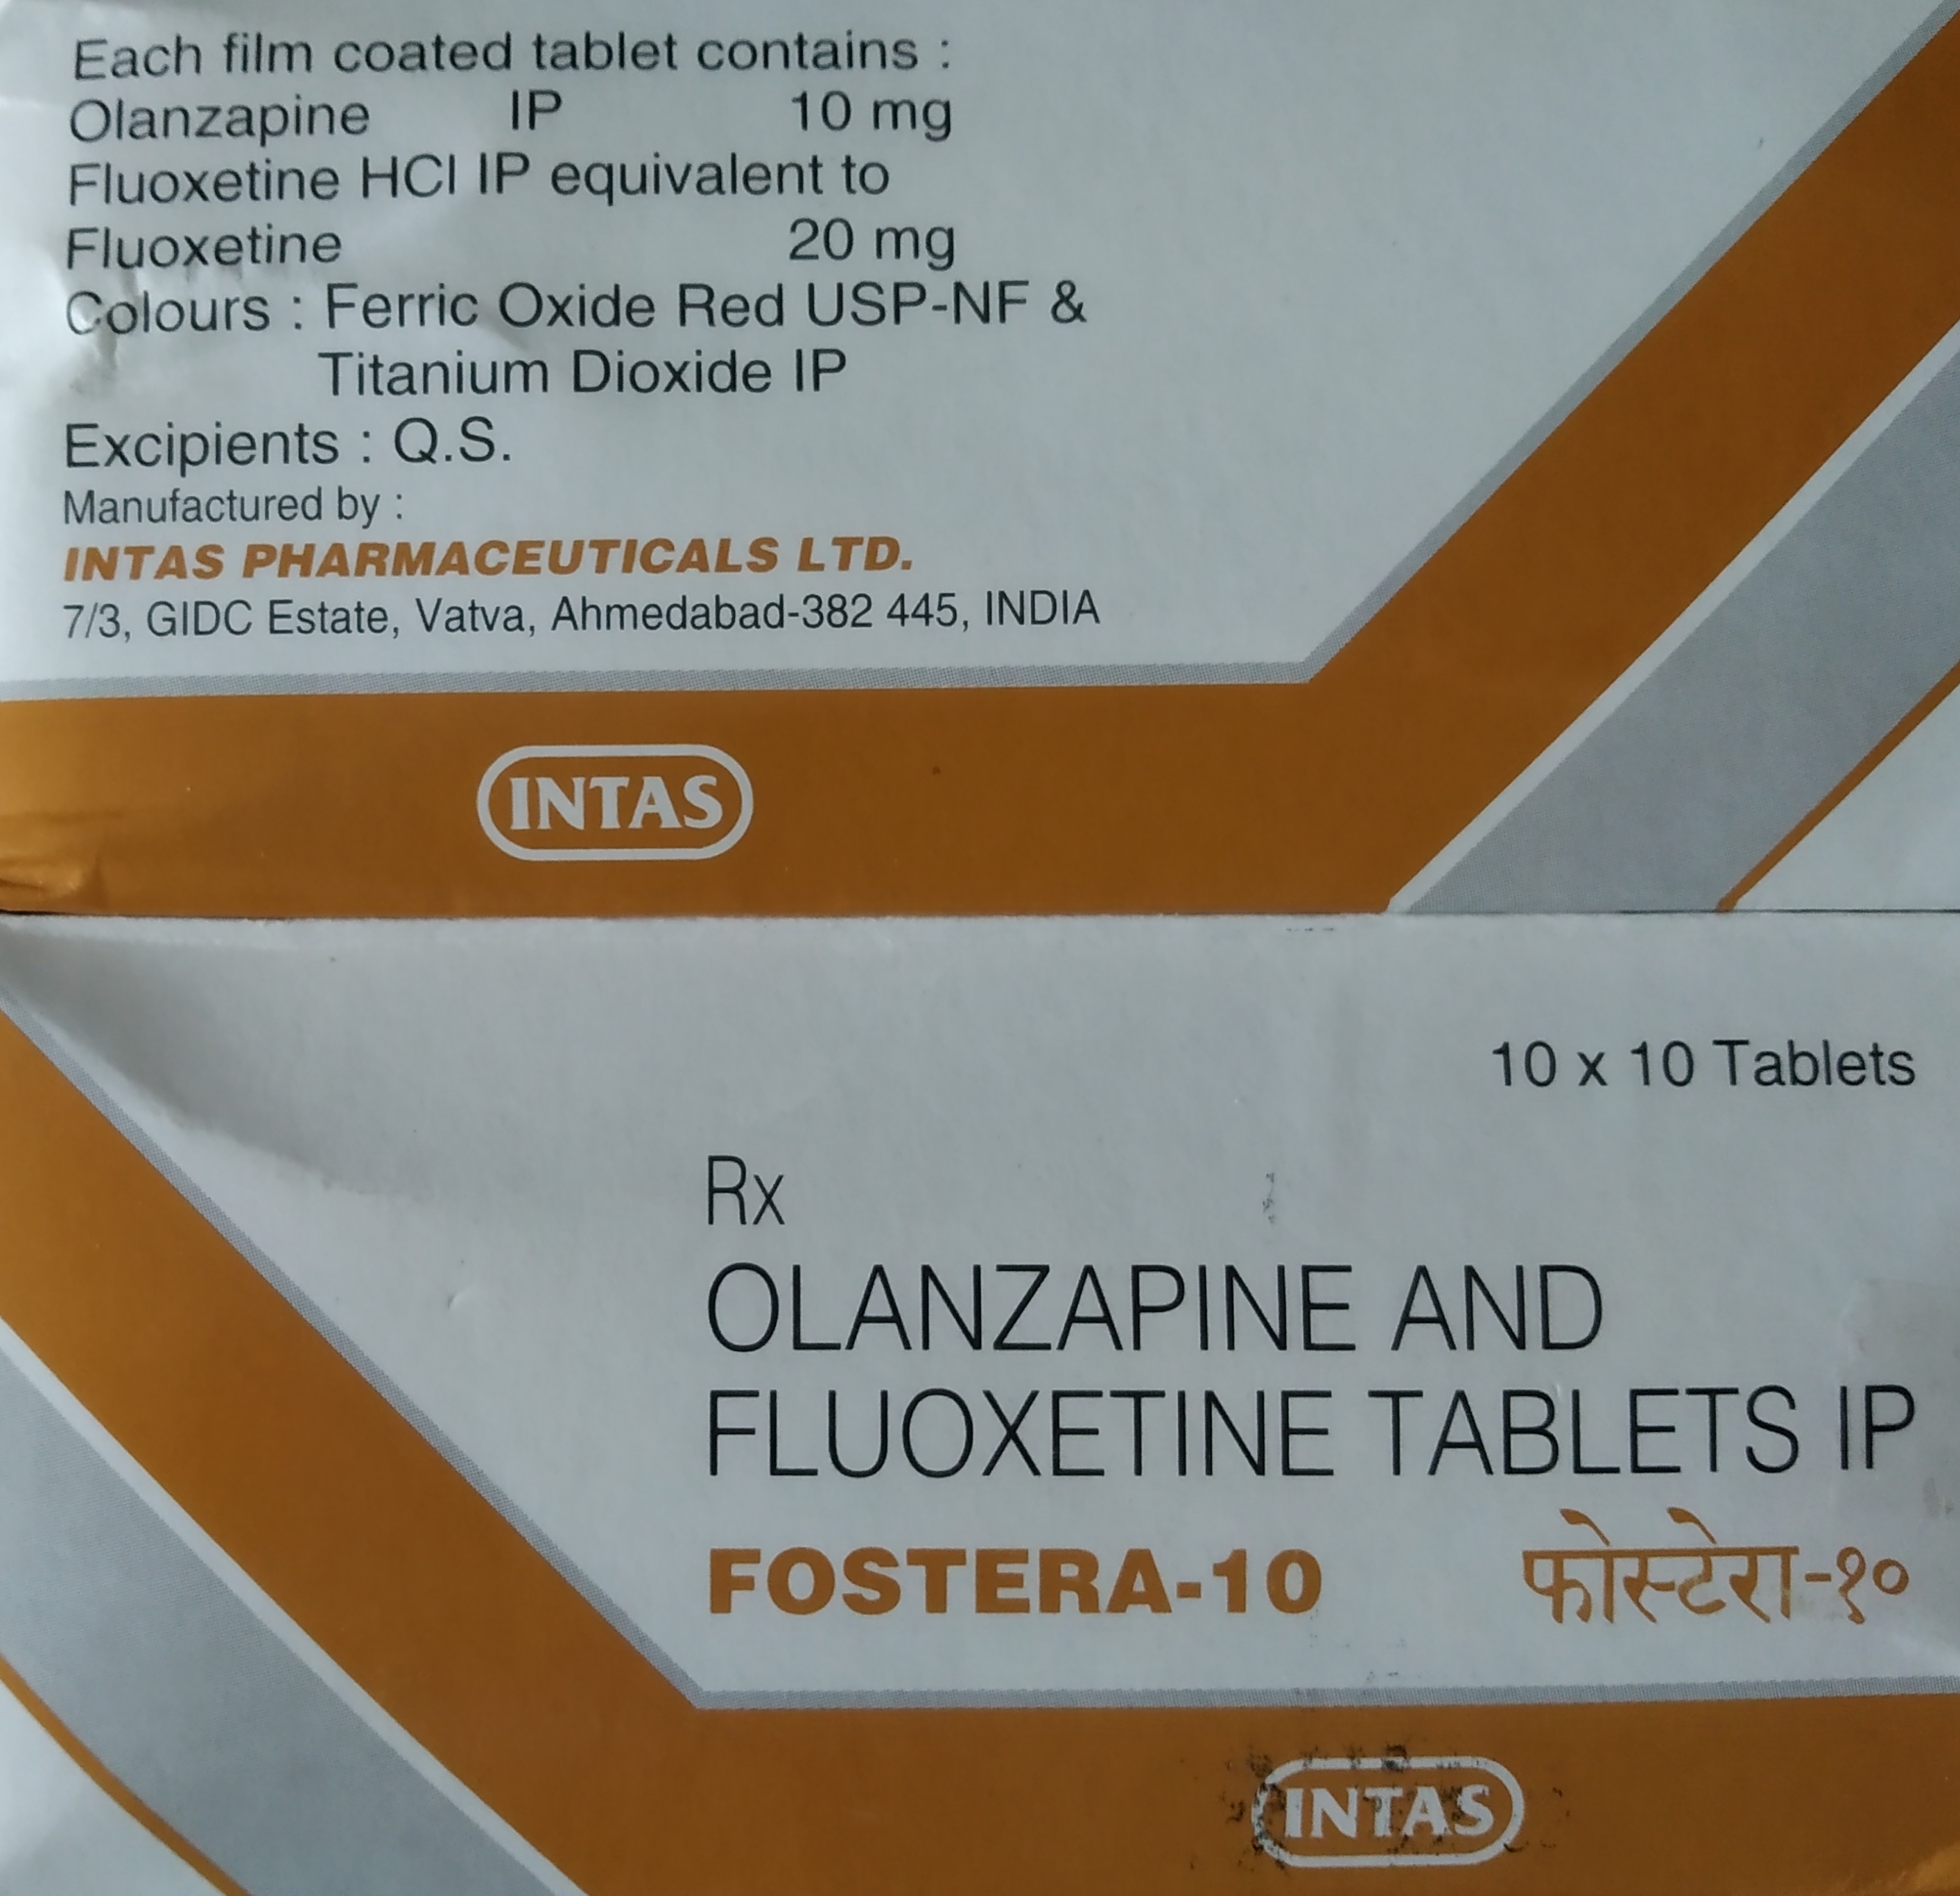 Each film coated tablet contains :
Olanzapine IP 10 mg
Fluoxetine HCl IP equivalent to
Fluoxetine 20 mg
Colours : Ferric Oxide Red USP-NF &
Titanium Dioxide IP
Excipients : Q.S.
Manufactured by :
INTAS PHARMACEUTICALS LTD.
7/3, GIDC Estate, Vatva, Ahmedabad-382 445, INDIA
INTAS
10 x 10 Tablets
Rx
OLANZAPINE AND
FLUOXETINE TABLETS IP
FOSTERA-10 फोस्टेरा-१०
INTAS